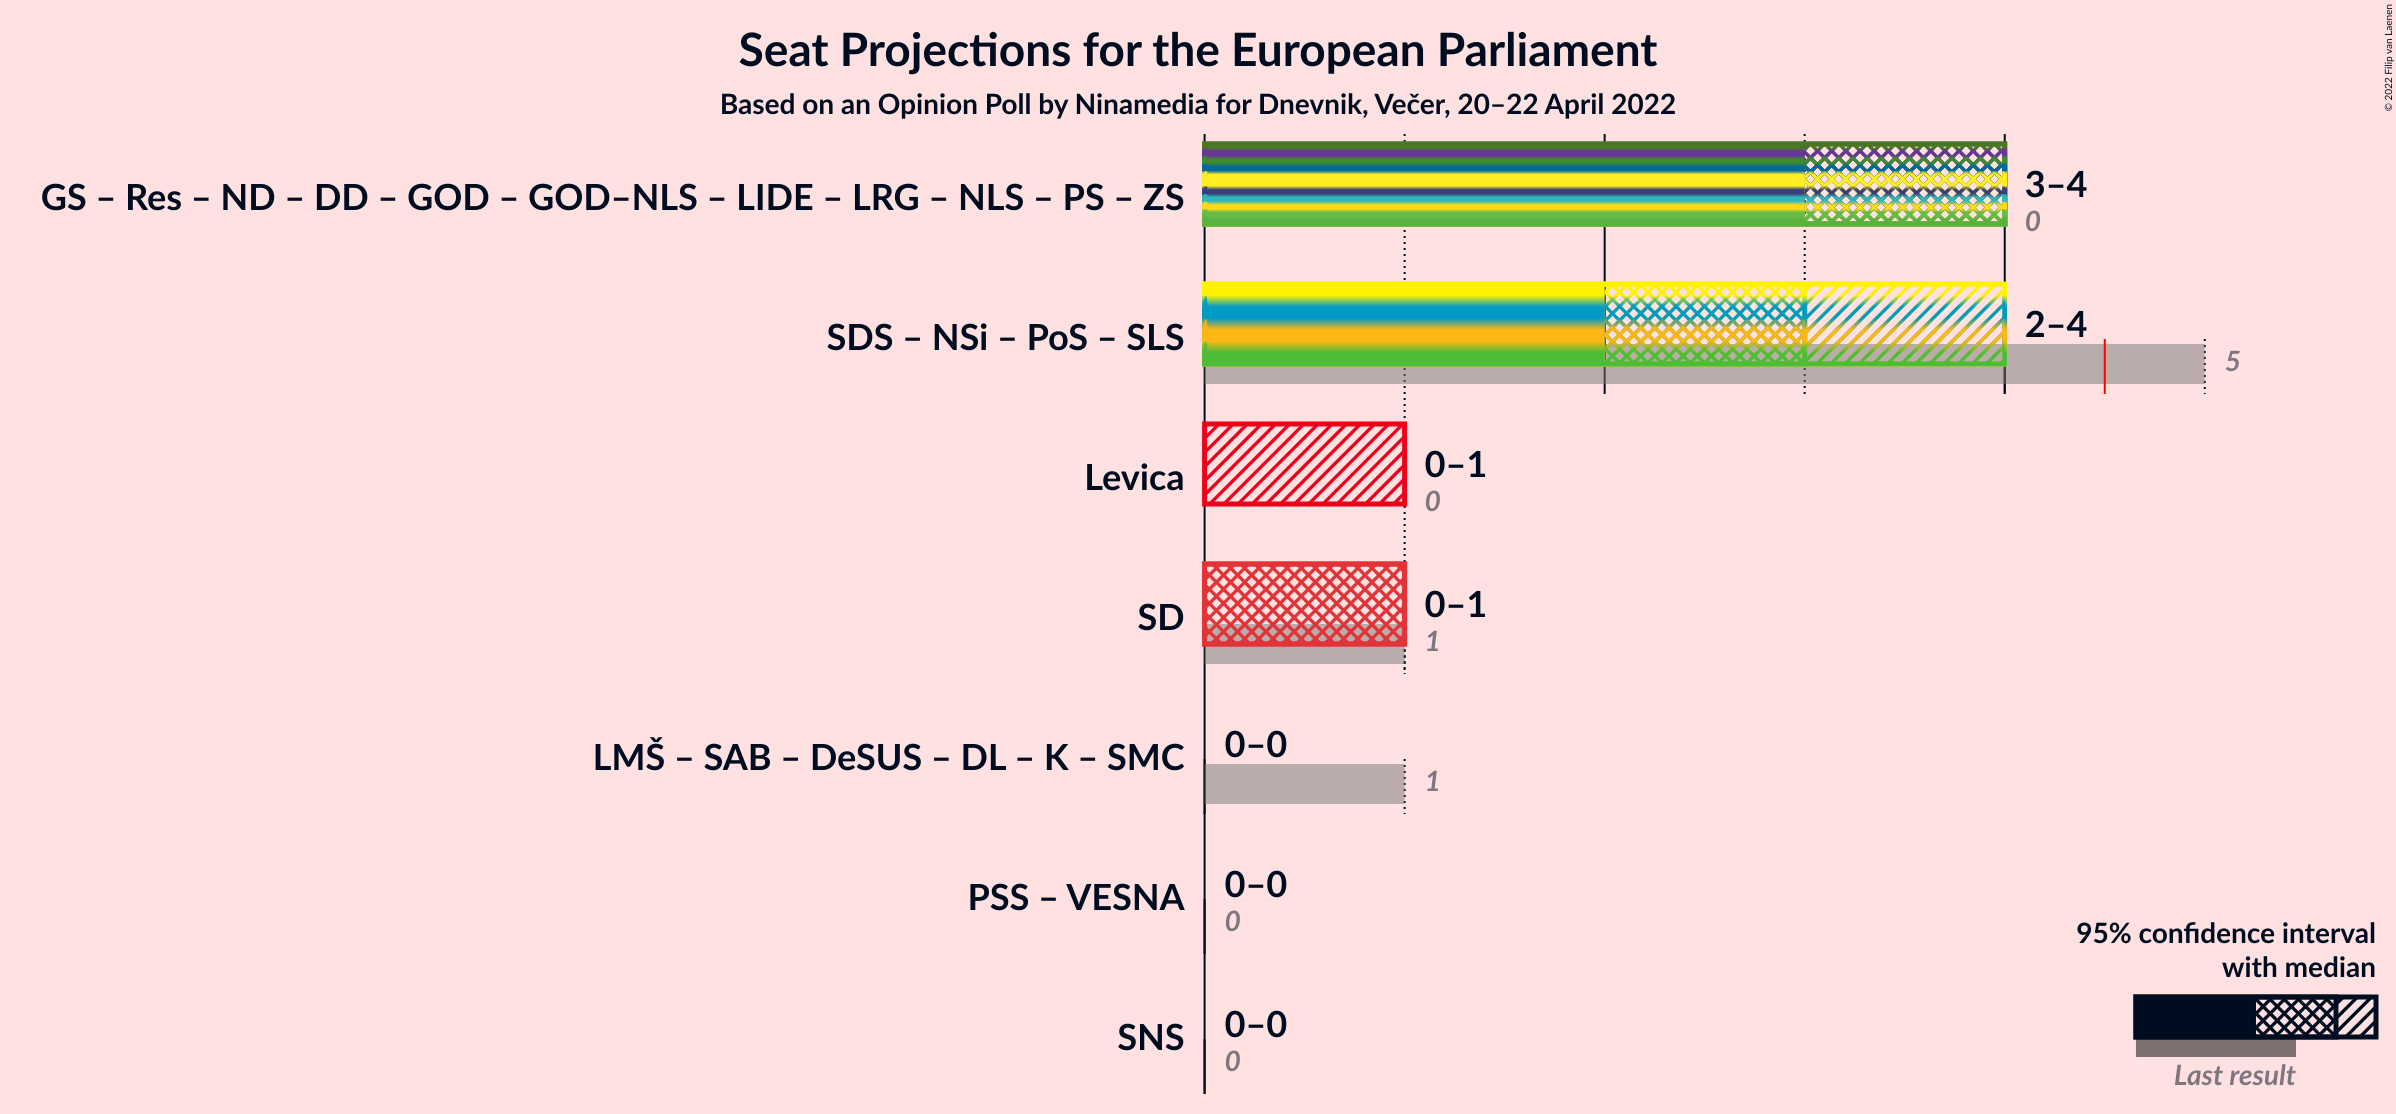 Seat Projections for the European Parliament
Based on an Opinion Poll by Ninamedia for Dnevnik, Večer, 20–22 April 2022
© 2022 Filip van Laenen
GS – Res – ND – DD – GOD – GOD–NLS – LIDE – LRG – NLS – PS – ZS
3–4
0
SDS – NSi – PoS – SLS
2–4
5
Levica
0–1
0
SD
0–1
1
LMŠ – SAB – DeSUS – DL – K – SMC
0–0
1
PSS – VESNA
0–0
0
SNS
0–0
0
95% confidence interval
with median
Last result